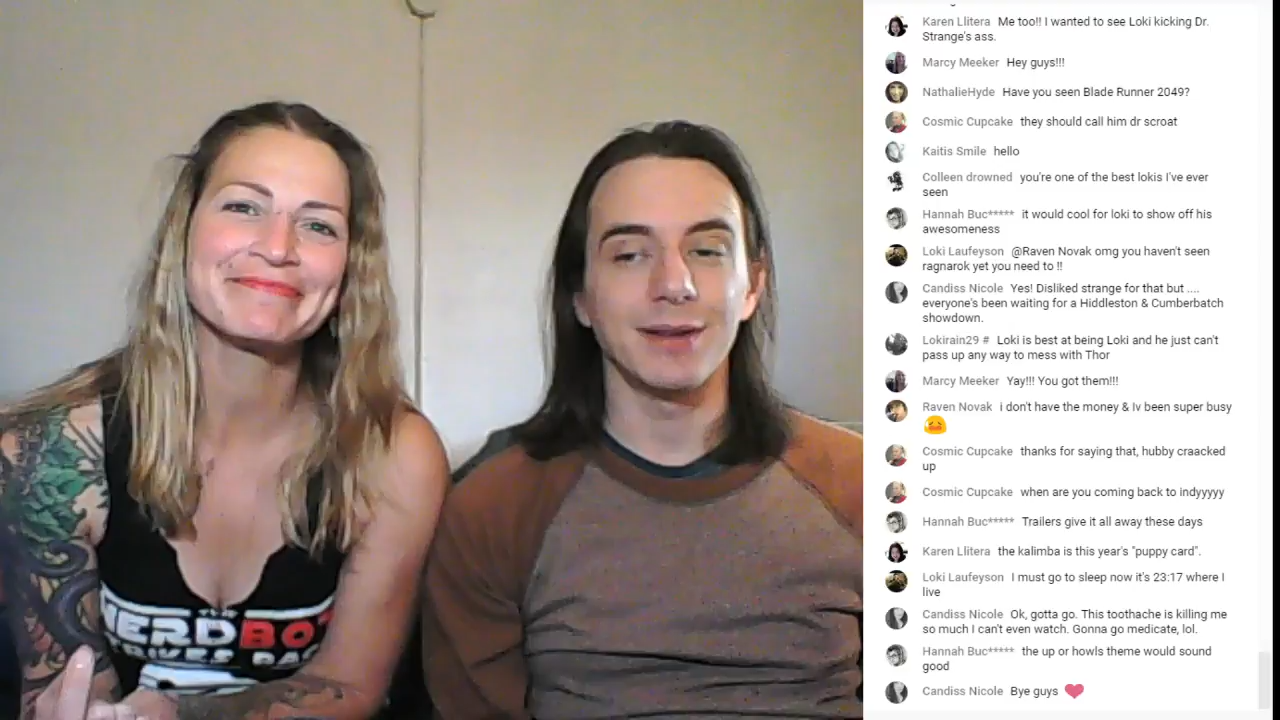 Karen Llitera Me too!! I wanted to see Loki kicking Dr.
Strange's ass.
Marcy Meeker Hey guys!!!
NathalieHyde Have you seen Blade Runner 2049?
Cosmic Cupcake they should call him dr scroat
Kaitis Smile hello
Colleen drowned you're one of the best lokis I've ever
seen
Hannah Buc***** it would cool for loki to show off his
awesomeness
Loki Laufeyson @Raven Novak omg you haven't seen
ragnarok yet you need to !!
Candiss Nicole Yes! Disliked strange for that but ....
everyone's been waiting for a Hiddleston & Cumberbatch
showdown.
Lokirain29 # Loki is best at being Loki and he just can't
pass up any way to mess with Thor
Marcy Meeker Yay!!! You got them!!!
Raven Novak i don't have the money & Iv been super busy
Cosmic Cupcake thanks for saying that, hubby craacked
up
Cosmic Cupcake when are you coming back to indyyyyy
Hannah Buc***** Trailers give it all away these days
Karen Llitera the kalimba is this year's "puppy card".
Loki Laufeyson I must go to sleep now it's 23:17 where I
live
Candiss Nicole Ok, gotta go. This toothache is killing me
so much I can't even watch. Gonna go medicate, lol.
Hannah Buc***** the up or howls theme would sound
good
Candiss Nicole Bye guys ❤
THE
NERDBOT
STRIKES BAC